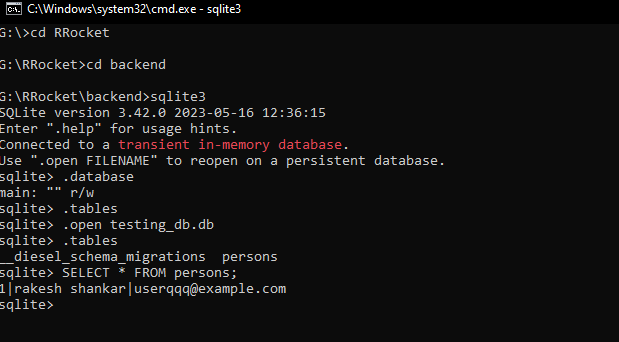 C:\Windows\system32\cmd.exe - sqlite3
G:\>cd RRocket
G:\RRocket>cd backend
G:\RRocket\backend>sqlite3
SQLite version 3.42.0 2023-05-16 12:36:15
Enter ".help" for usage hints.
Connected to a transient in-memory database.
Use ".open FILENAME" to reopen on a persistent database.
sqlite> .database
main: "" r/w
sqlite> .tables
sqlite> .open testing_db.db
sqlite> .tables
__diesel_schema_migrations  persons
sqlite> SELECT * FROM persons;
1|rakesh shankar|userqqq@example.com
sqlite>